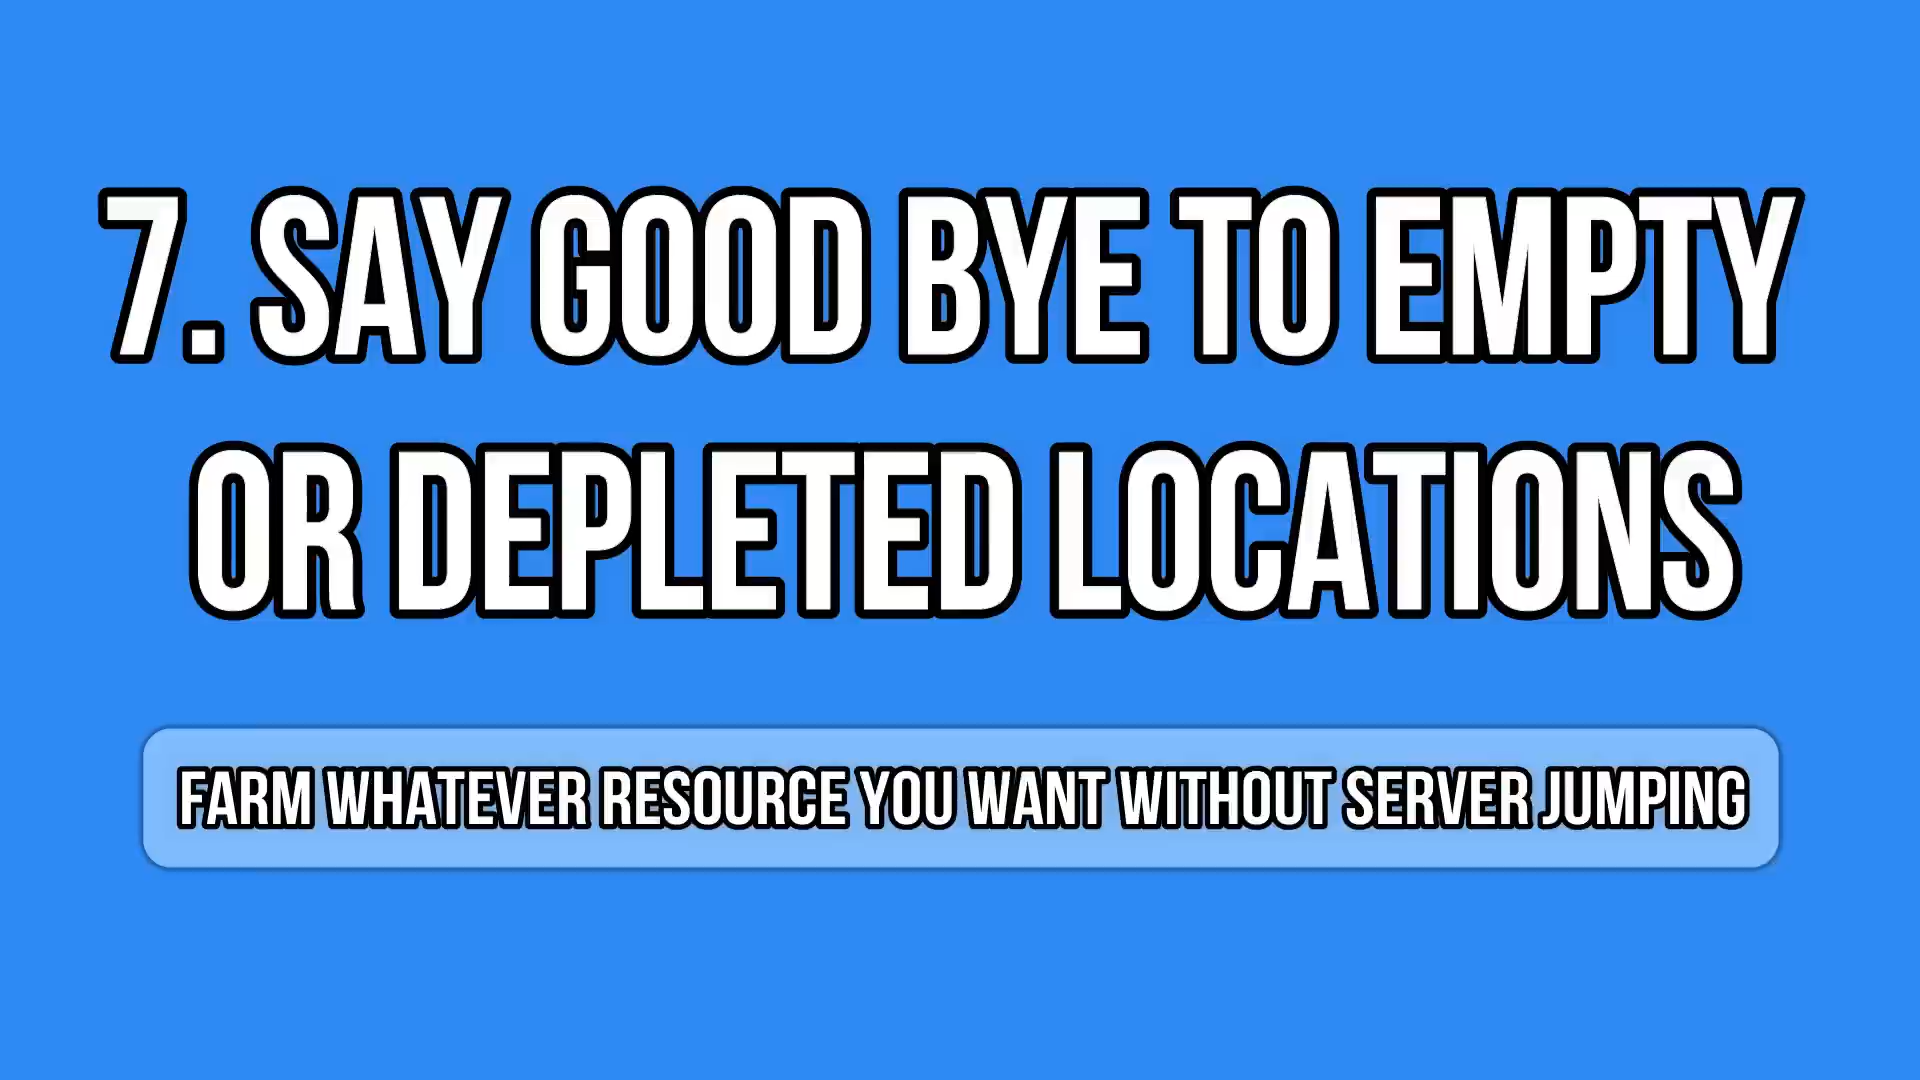 7. SAY GOOD BYE TO EMPTY
OR DEPLETED LOCATIONS
FARM WHATEVER RESOURCE YOU WANT WITHOUT SERVER JUMPING